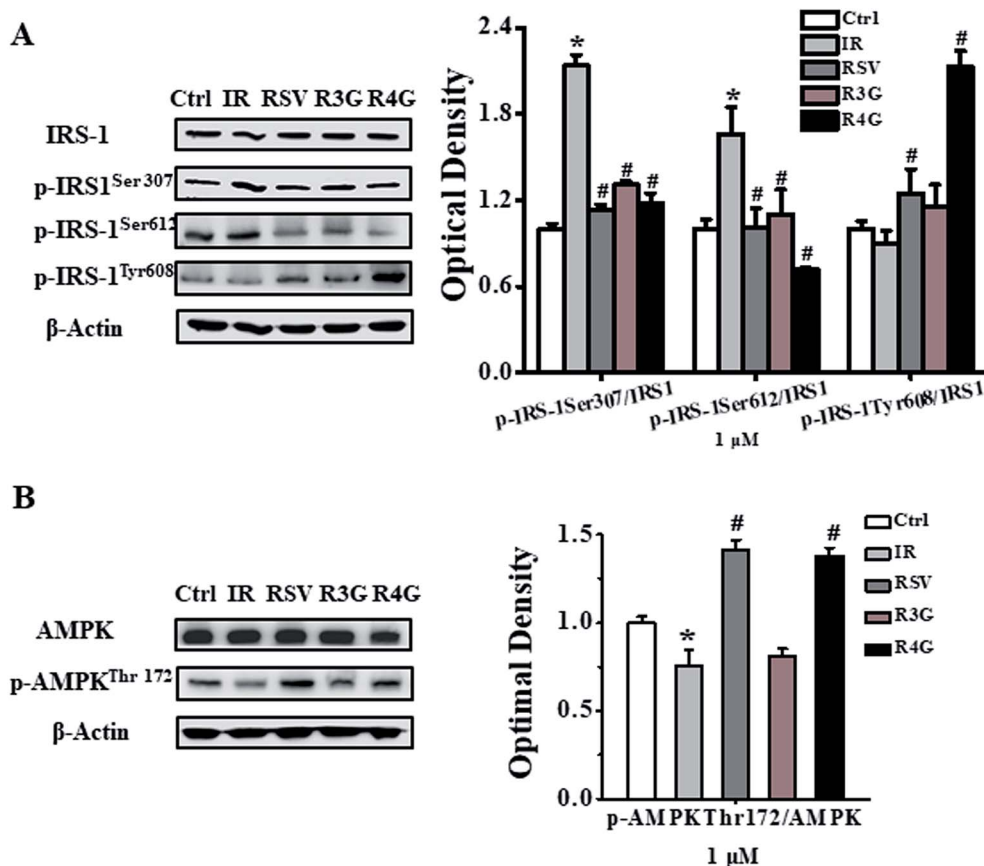 A
Ctrl IR RSV R3G R4G
IRS-1
p-IRS1Ser307
p-IRS-1Ser612
p-IRS-1Tyr608
β-Actin
Optical Density
2.4
1.8
1.2
0.6
0.0
* # # #
* # # #
# #
Ctrl
IR
RSV
R3G
R4G
p-IRS-1Ser307/IRS1
p-IRS-1Ser612/IRS1
p-IRS-1Tyr608/IRS1
1 μM
B
Ctrl IR RSV R3G R4G
AMPK
p-AMPKThr 172
β-Actin
Optimal Density
1.5
1.0
0.5
0.0
* # #
Ctrl
IR
RSV
R3G
R4G
p-AMPKThr172/AMPK
1 μM